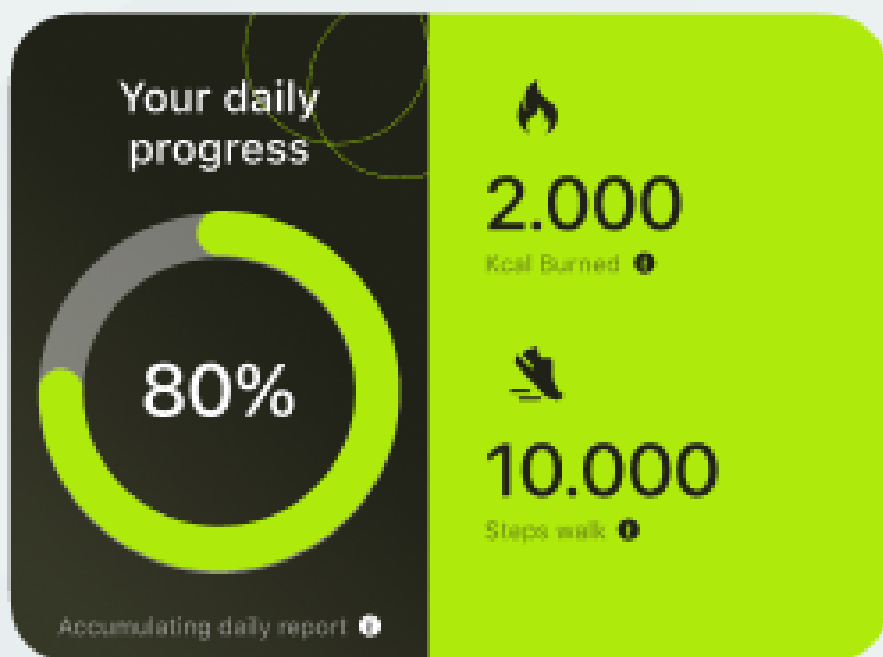 Your daily
progress
80%
Accumulating daily report
2.000
Kcal Burned
10.000
Steps walk